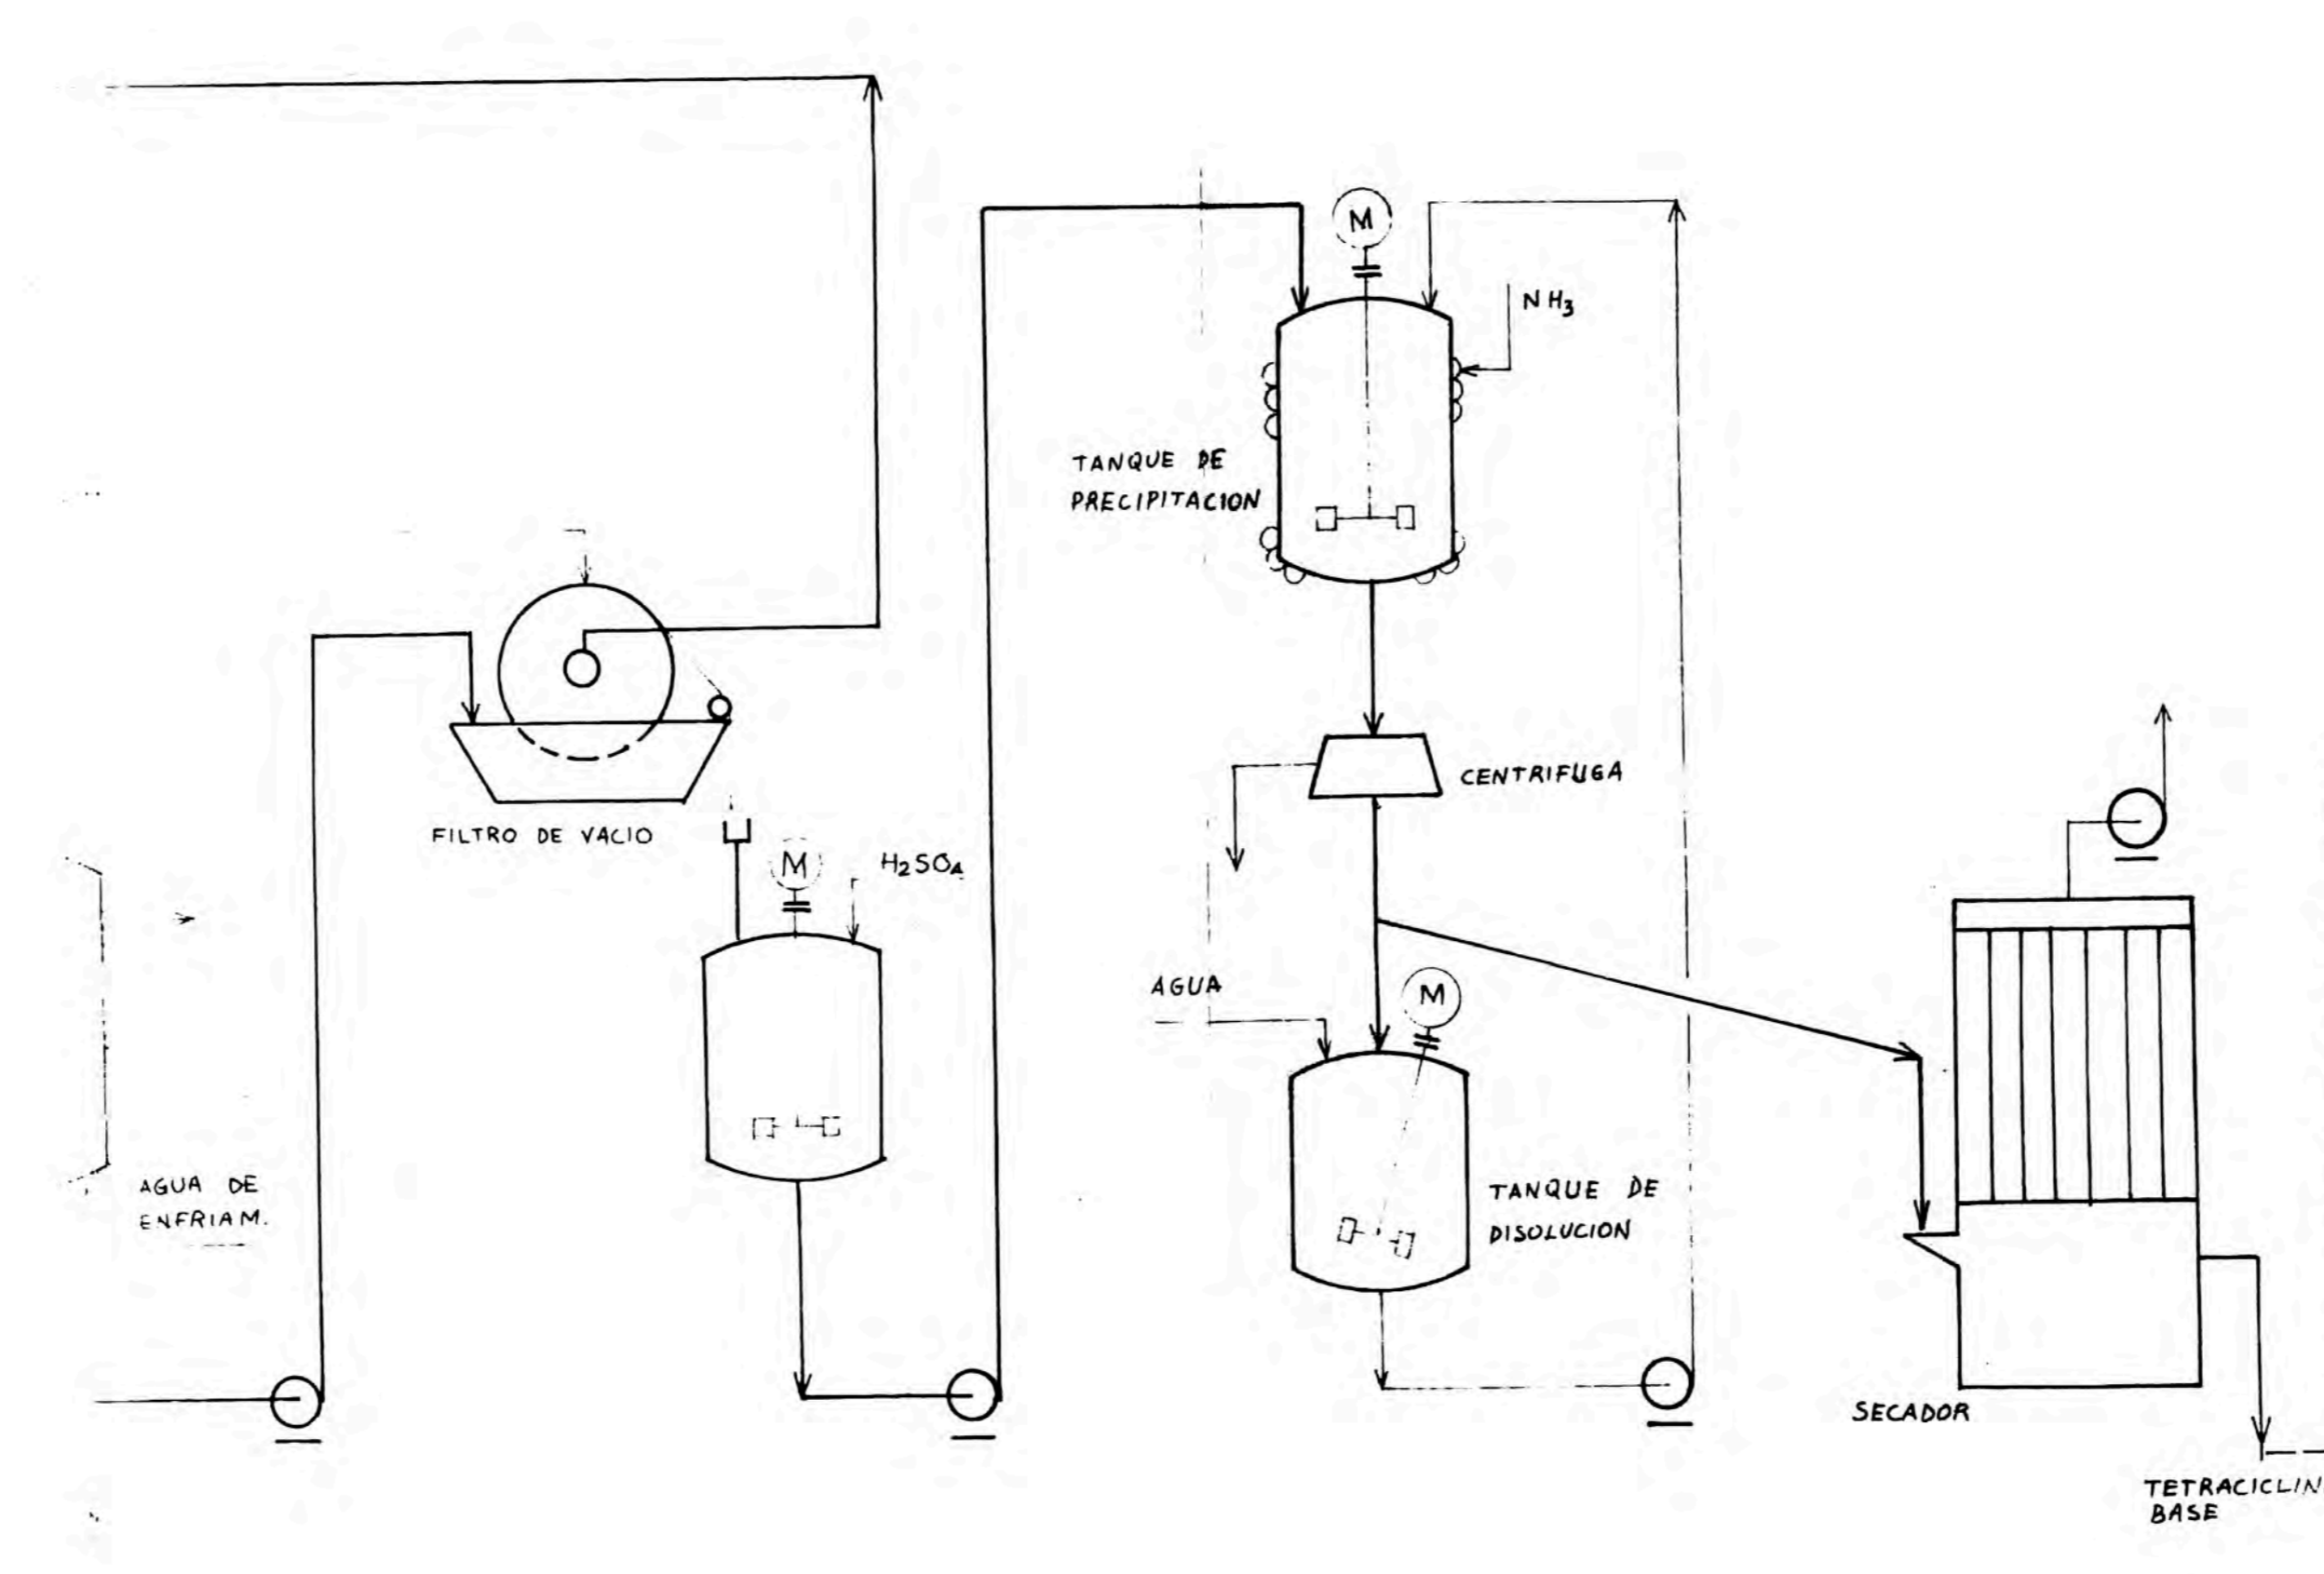 M
NH3
TANQUE DE
PRECIPITACION
CENTRIFUGA
FILTRO DE VACIO
M
H2SO4
AGUA
M
AGUA DE
ENFRIAM.
TANQUE DE
DISOLUCION
SECADOR
TETRACICLIN
BASE